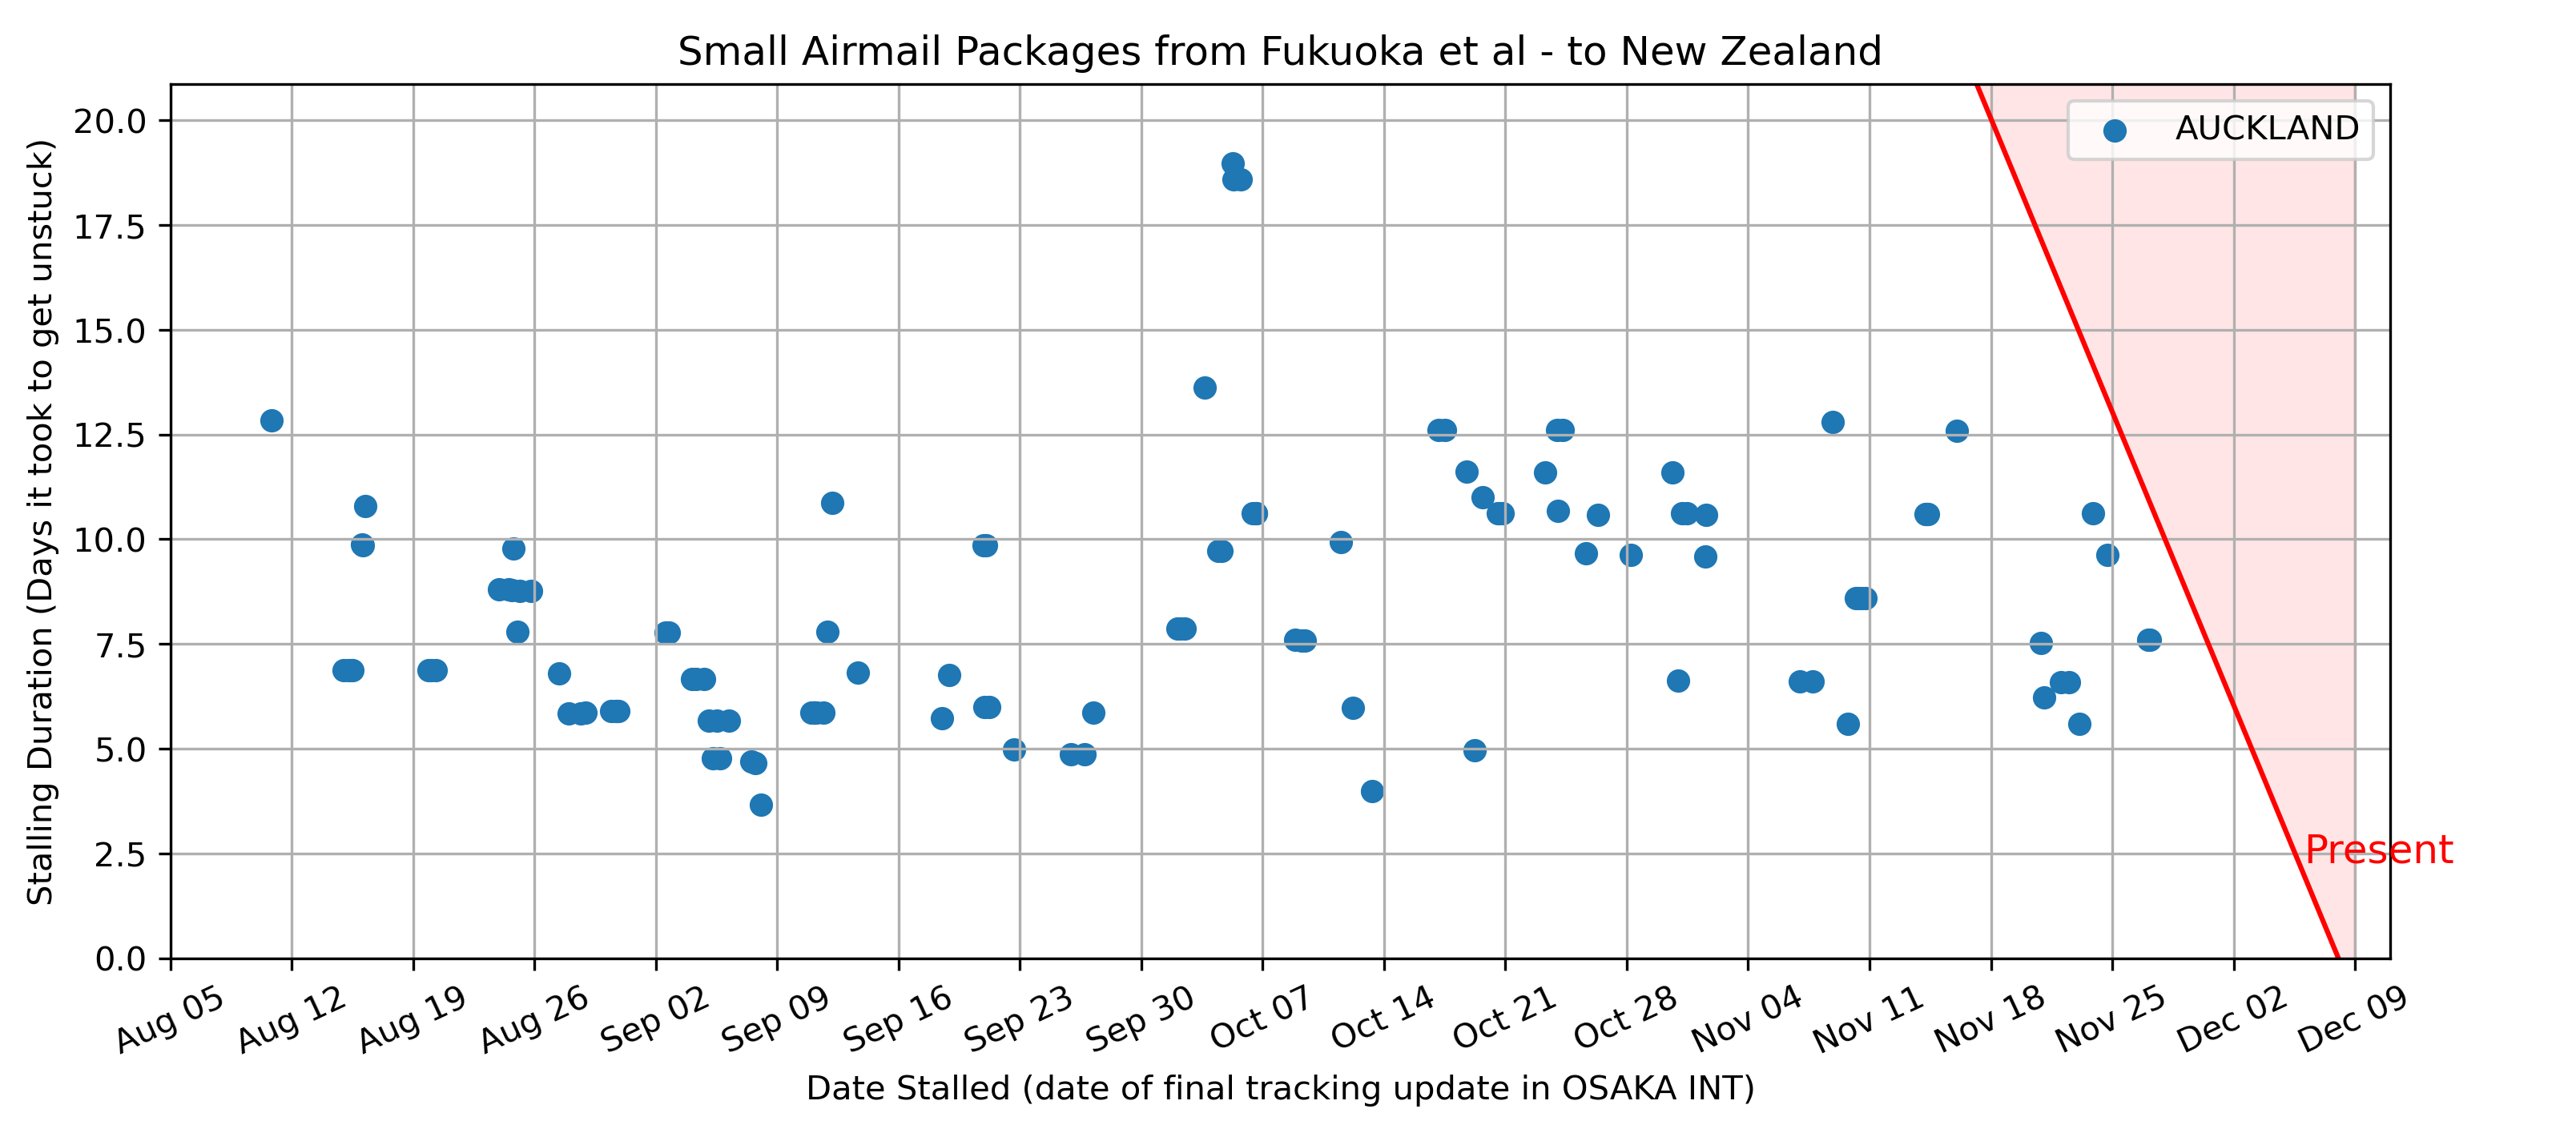 Small Airmail Packages from Fukuoka et al - to New Zealand
Stalling Duration (Days it took to get unstuck)
20.0
17.5
15.0
12.5
10.0
7.5
5.0
2.5
0.0
AUCKLAND
Present
Aug 05
Aug 12
Aug 19
Aug 26
Sep 02
Sep 09
Sep 16
Sep 23
Sep 30
Oct 07
Oct 14
Oct 21
Oct 28
Nov 04
Nov 11
Nov 18
Nov 25
Dec 02
Dec 09
Date Stalled (date of final tracking update in OSAKA INT)